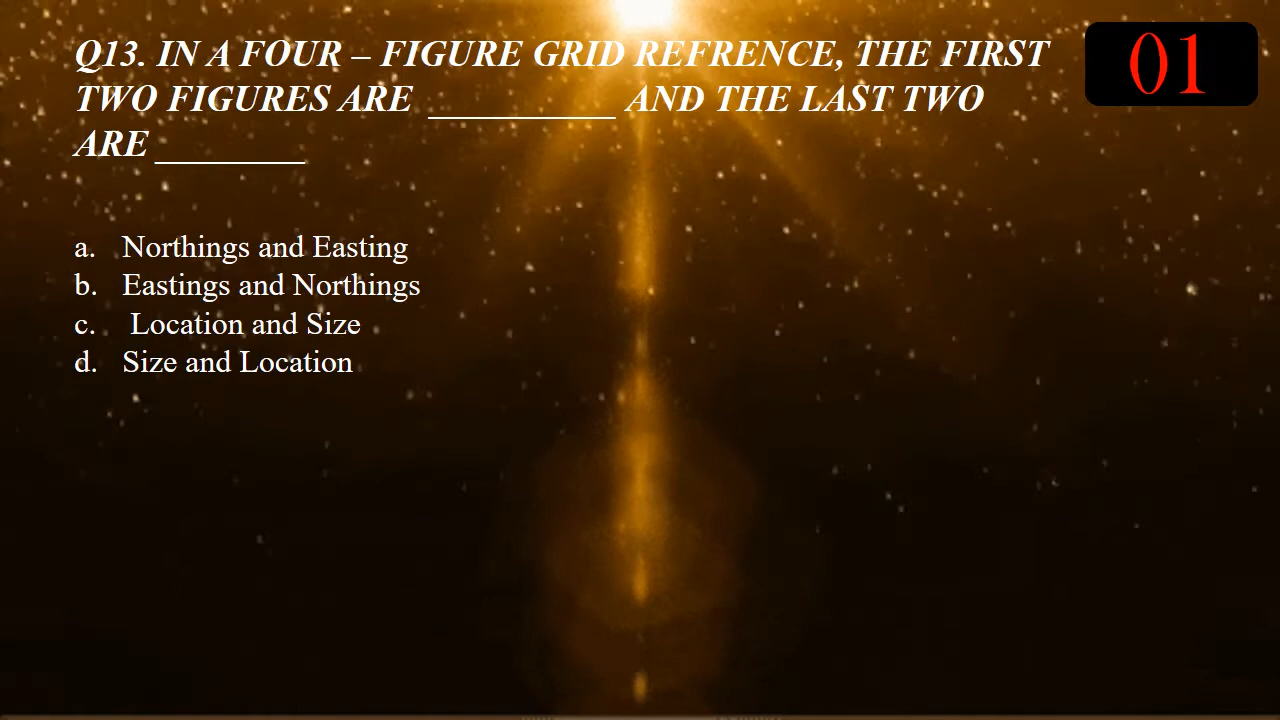 Q13. IN A FOUR – FIGURE GRID REFRENCE, THE FIRST
TWO FIGURES ARE __________ AND THE LAST TWO
ARE ________
01
a. Northings and Easting
b. Eastings and Northings
c. Location and Size
d. Size and Location